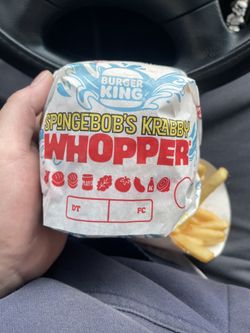 BURGER
KING
SPONGEBOB'S KRABBY
WHOPPER
DT FC